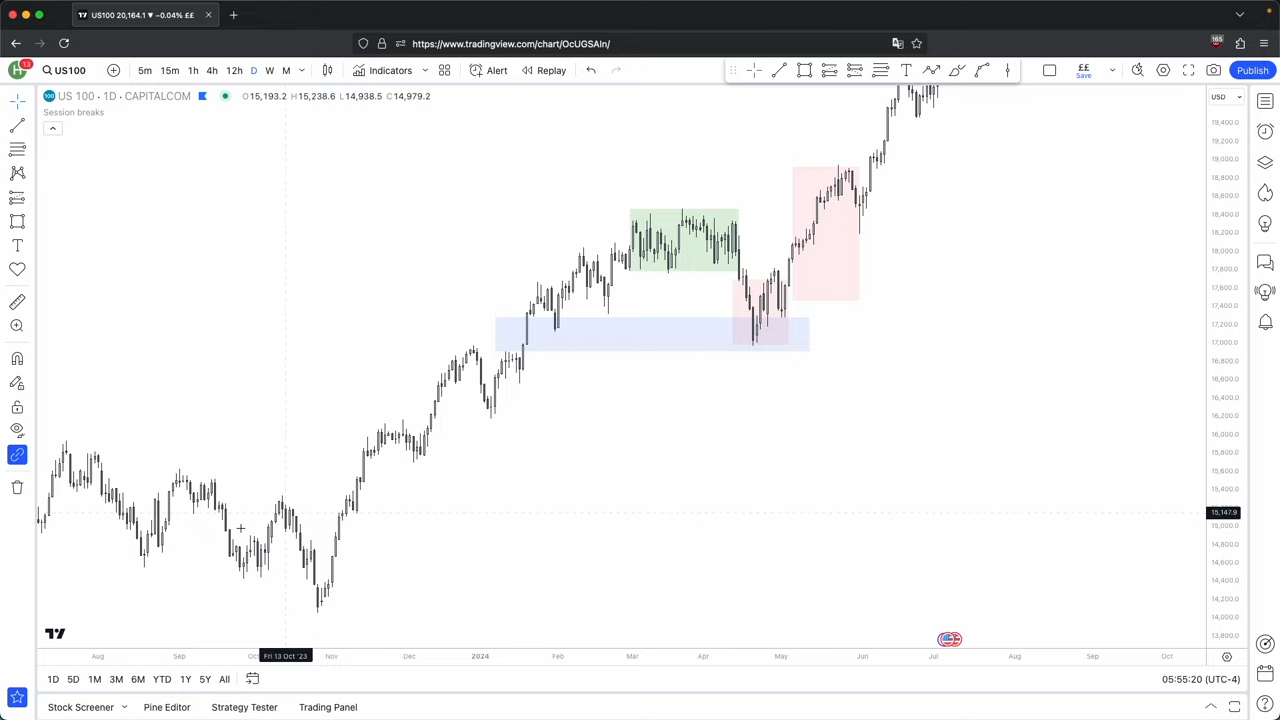 US100 20,164.1 ▼ −0.04% ££
https://www.tradingview.com/chart/OcUGSAIn/
165
13
US100
5m 15m 1h 4h 12h D W M
Indicators
Alert
Replay
££
Save
Publish
US 100 · 1D · CAPITALCOM
O15,193.2 H15,238.6 L14,938.5 C14,979.2
USD
Session breaks
19,400.0
19,200.0
19,000.0
18,800.0
18,600.0
18,400.0
18,200.0
18,000.0
17,800.0
17,600.0
17,400.0
17,200.0
17,000.0
16,800.0
16,600.0
16,400.0
16,200.0
16,000.0
15,800.0
15,600.0
15,400.0
15,147.9
15,000.0
14,800.0
14,600.0
14,400.0
14,200.0
14,000.0
13,800.0
Aug Sep Oc Fri 13 Oct '23 Nov Dec 2024 Feb Mar Apr May Jun Jul Aug Sep Oct
1D 5D 1M 3M 6M YTD 1Y 5Y All
05:55:20 (UTC-4)
Stock Screener Pine Editor Strategy Tester Trading Panel